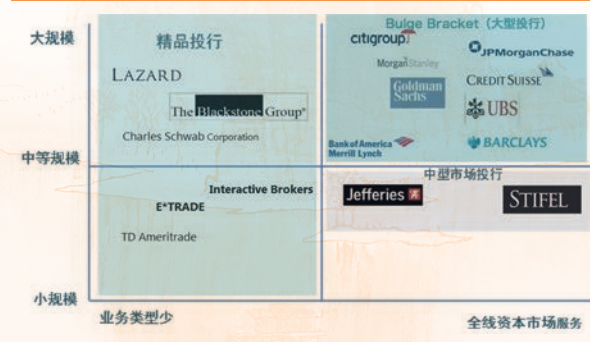 Bulge Bracket（大型投行）
大规模
精品投行
citigroup
JPMorganChase
Morgan Stanley
LAZARD
Goldman
Sachs
CREDIT SUISSE
The Blackstone Group®
UBS
Charles Schwab Corporation
Bank of America
Merrill Lynch
BARCLAYS
中等规模
中型市场投行
Interactive Brokers
Jefferies
STIFEL
E*TRADE
TD Ameritrade
小规模
业务类型少
全线资本市场服务